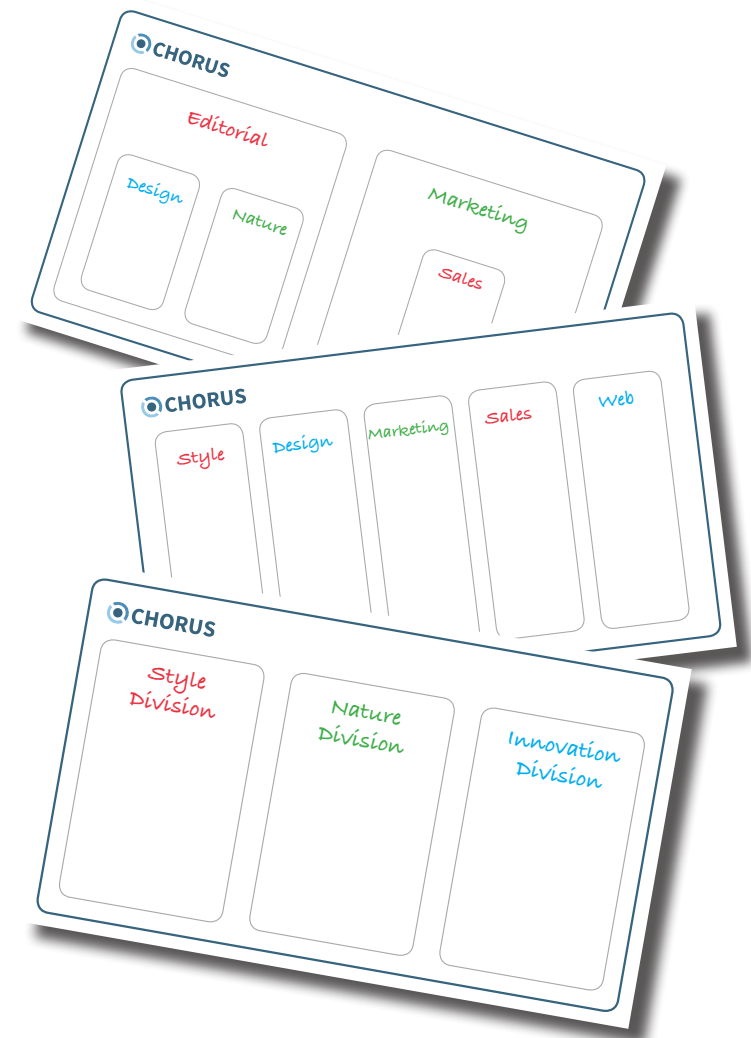 CHORUS
Editorial
Design
Nature
Marketing
Sales
CHORUS
Style
Design
Marketing
Sales
Web
CHORUS
Style
Division
Nature
Division
Innovation
Division